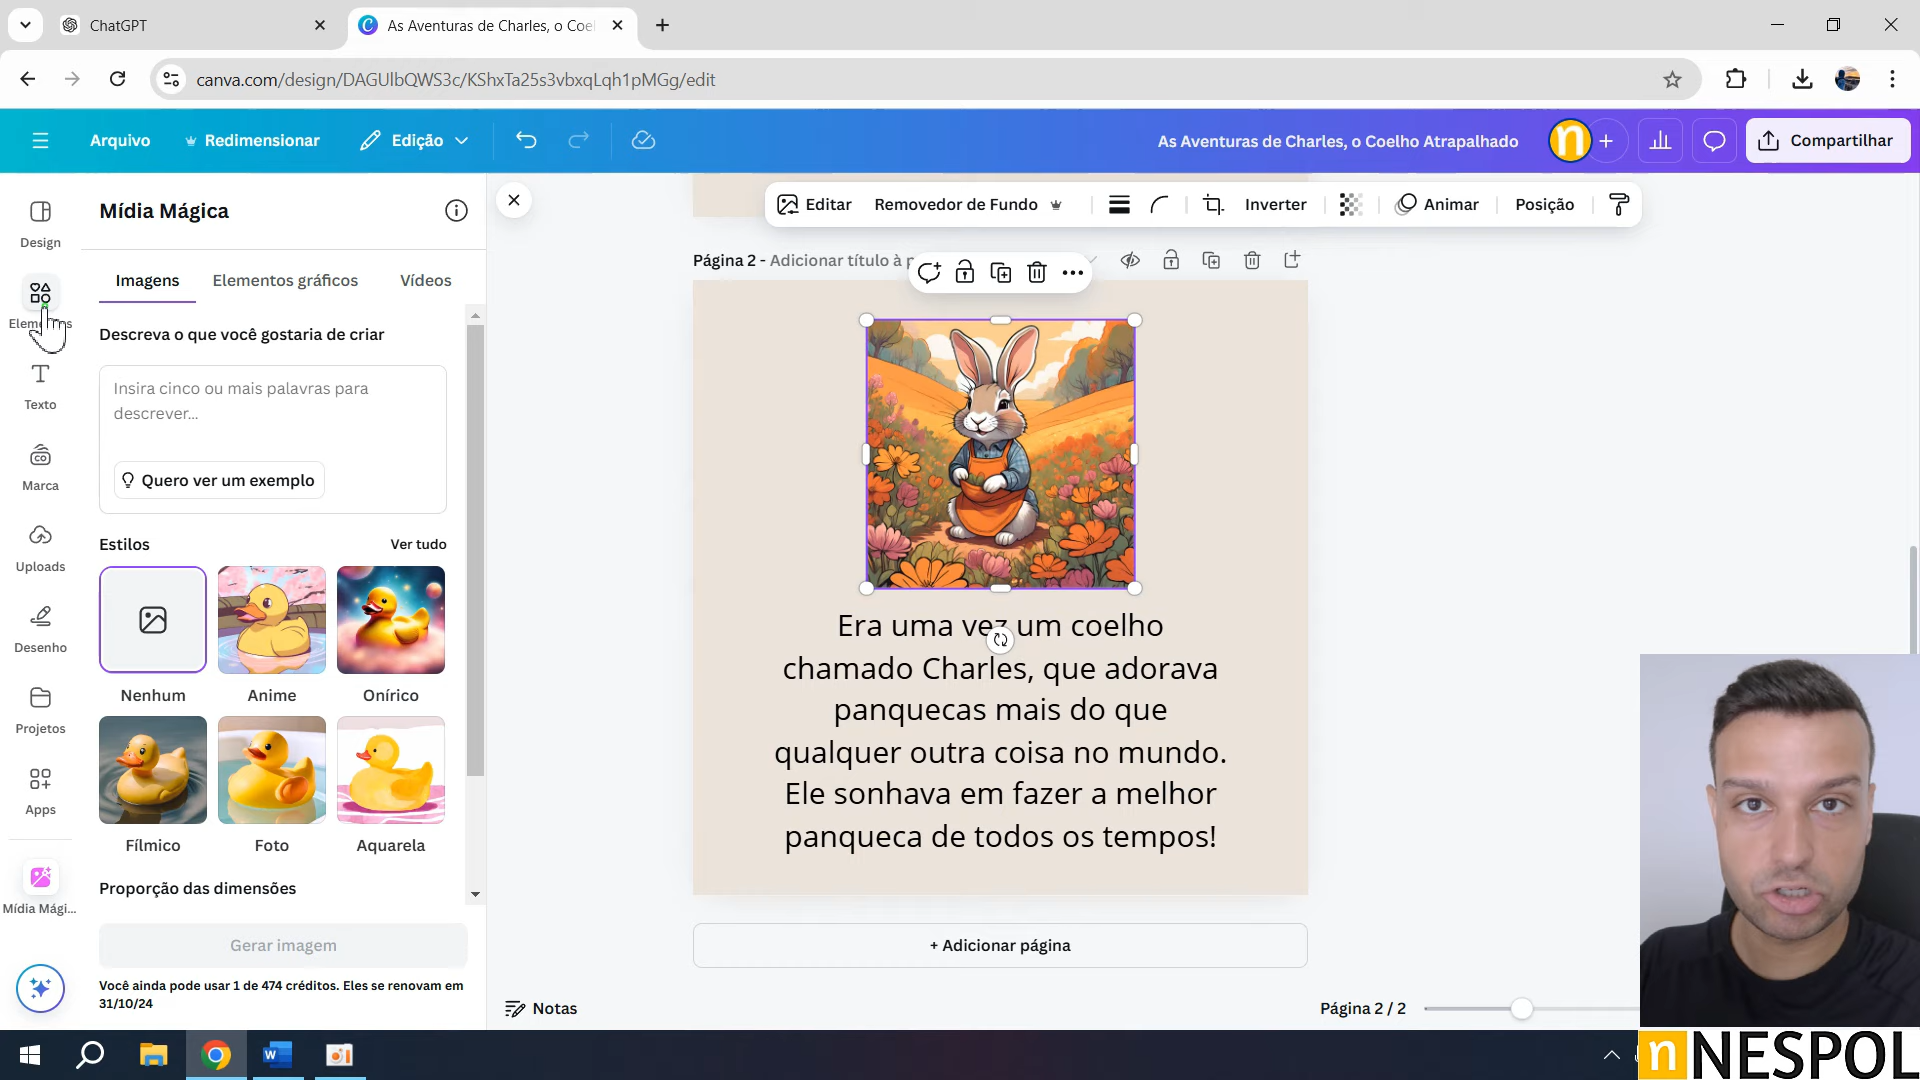 ChatGPT
As Aventuras de Charles, o Coe
canva.com/design/DAGUlbQWS3c/KShxTa25s3vbxqLqh1pMGg/edit
Arquivo
Redimensionar
Edição
As Aventuras de Charles, o Coelho Atrapalhado
n
Compartilhar
Design
Elementos
Texto
Marca
Uploads
Desenho
Projetos
Apps
Mídia Mági...
Mídia Mágica
Imagens
Elementos gráficos
Vídeos
Descreva o que você gostaria de criar
Insira cinco ou mais palavras para
descrever...
Quero ver um exemplo
Estilos
Ver tudo
Nenhum
Anime
Onírico
Fílmico
Foto
Aquarela
Proporção das dimensões
Gerar imagem
Você ainda pode usar 1 de 474 créditos. Eles se renovam em
31/10/24
Editar
Removedor de Fundo
Inverter
Animar
Posição
Página 2 - Adicionar título à p
Era uma vez um coelho
chamado Charles, que adorava
panquecas mais do que
qualquer outra coisa no mundo.
Ele sonhava em fazer a melhor
panqueca de todos os tempos!
+ Adicionar página
Notas
Página 2 / 2
n NESPOL